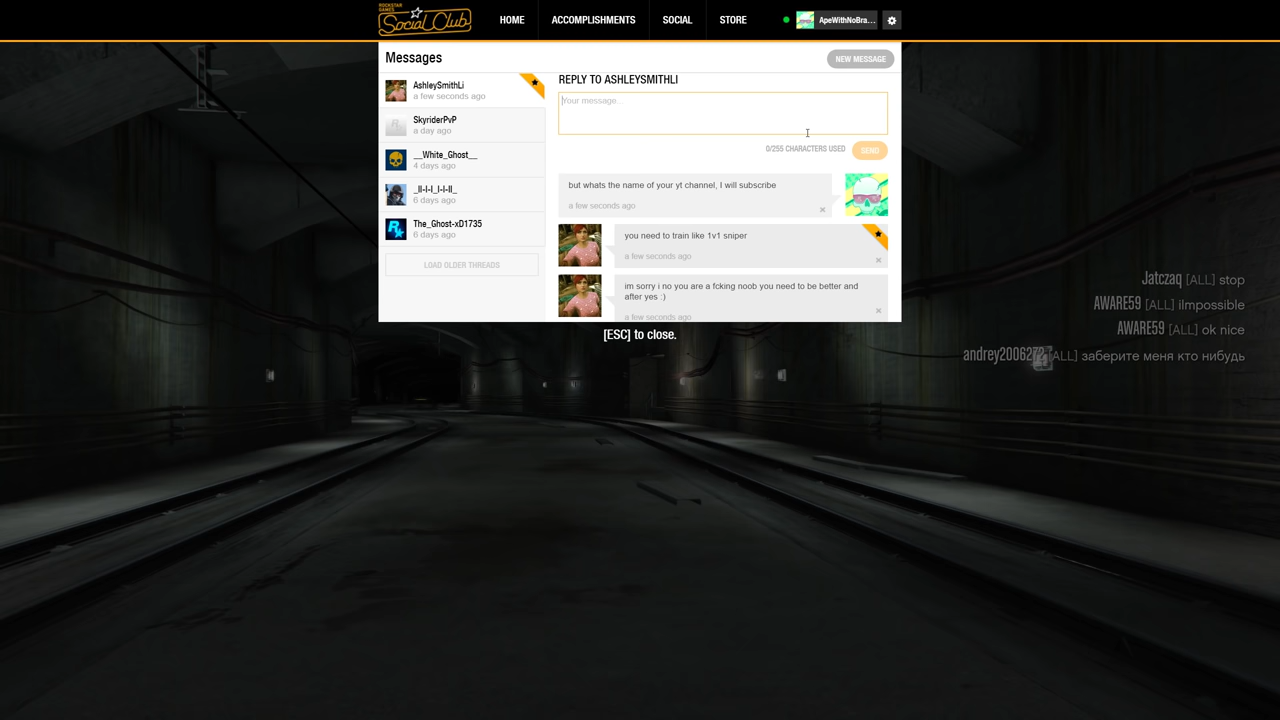 ROCKSTAR
GAMES
Social Club
HOME
ACCOMPLISHMENTS
SOCIAL
STORE
ApeWithNoBra...
Messages
NEW MESSAGE
AshleySmithLi
a few seconds ago
SkyriderPvP
a day ago
__White_Ghost__
4 days ago
_II-I-I_I-I-II_
6 days ago
The_Ghost-xD1735
6 days ago
LOAD OLDER THREADS
REPLY TO ASHLEYSMITHLI
Your message...
0/255 CHARACTERS USED
SEND
but whats the name of your yt channel, I will subscribe
a few seconds ago
you need to train like 1v1 sniper
a few seconds ago
im sorry i no you are a fcking noob you need to be better and
after yes :)
a few seconds ago
[ESC] to close.
Jatczaq [ALL] stop
AWARE59 [ALL] iImpossible
AWARE59 [ALL] ok nice
[ALL] заберите меня кто нибудь